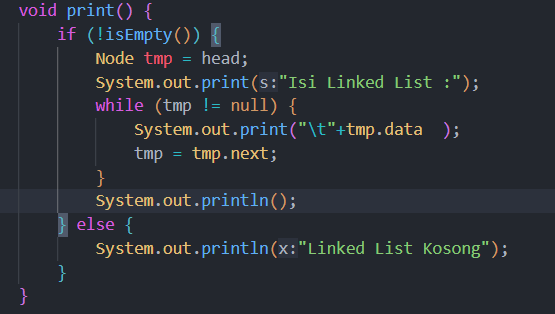 void print() {
    if (!isEmpty()) {
        Node tmp = head;
        System.out.print(s:"Isi Linked List :");
        while (tmp != null) {
            System.out.print("\t"+tmp.data  );
            tmp = tmp.next;
        }
        System.out.println();
    } else {
        System.out.println(x:"Linked List Kosong");
    }
}